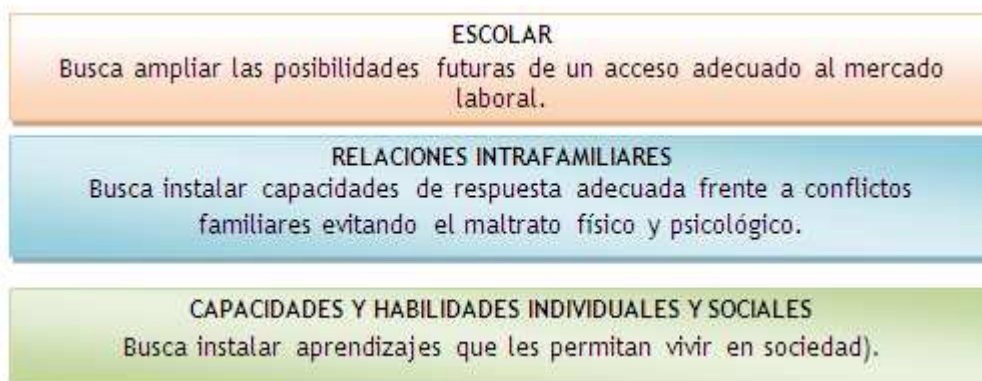 ESCOLAR
Busca ampliar las posibilidades futuras de un acceso adecuado al mercado
laboral.
RELACIONES INTRAFAMILIARES
Busca instalar capacidades de respuesta adecuada frente a conflictos
familiares evitando el maltrato físico y psicológico.
CAPACIDADES Y HABILIDADES INDIVIDUALES Y SOCIALES
Busca instalar aprendizajes que les permitan vivir en sociedad).